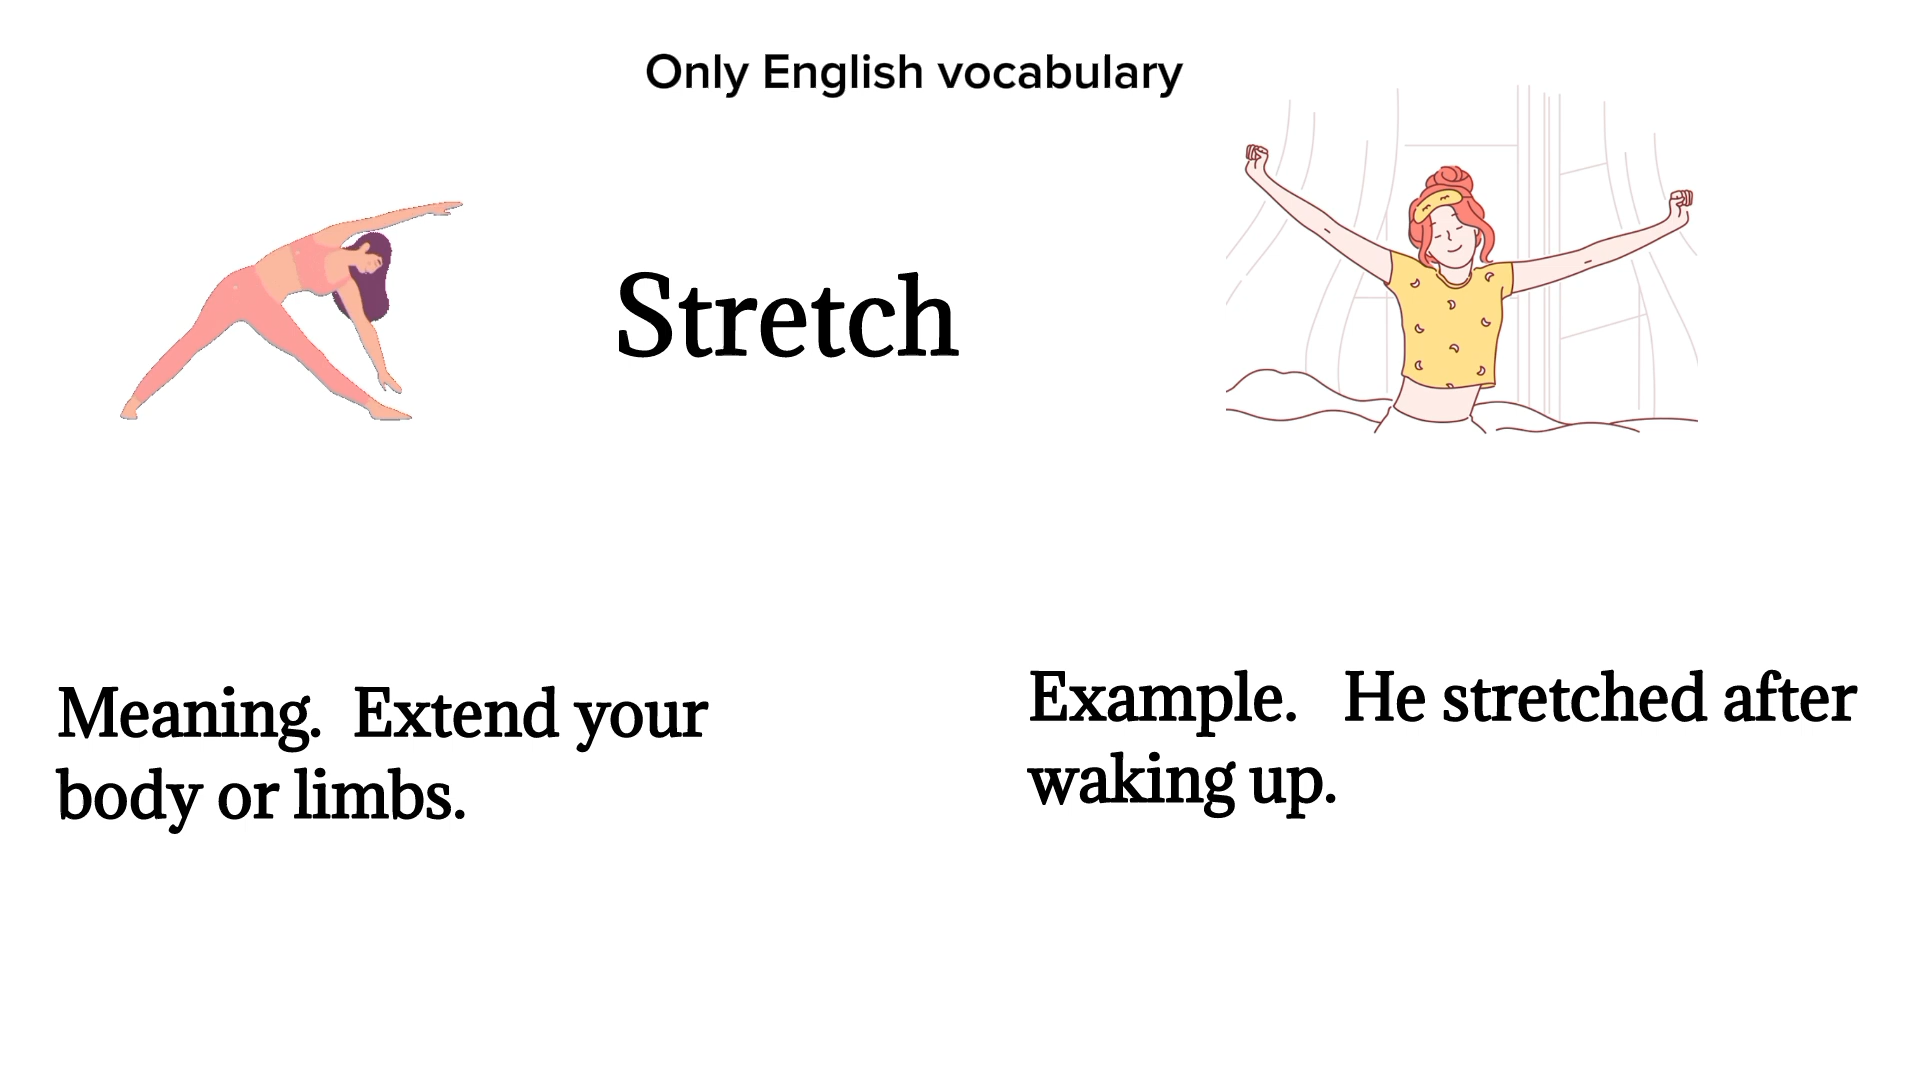 Only English vocabulary
Stretch
Meaning.  Extend your
body or limbs.
Example.   He stretched after
waking up.